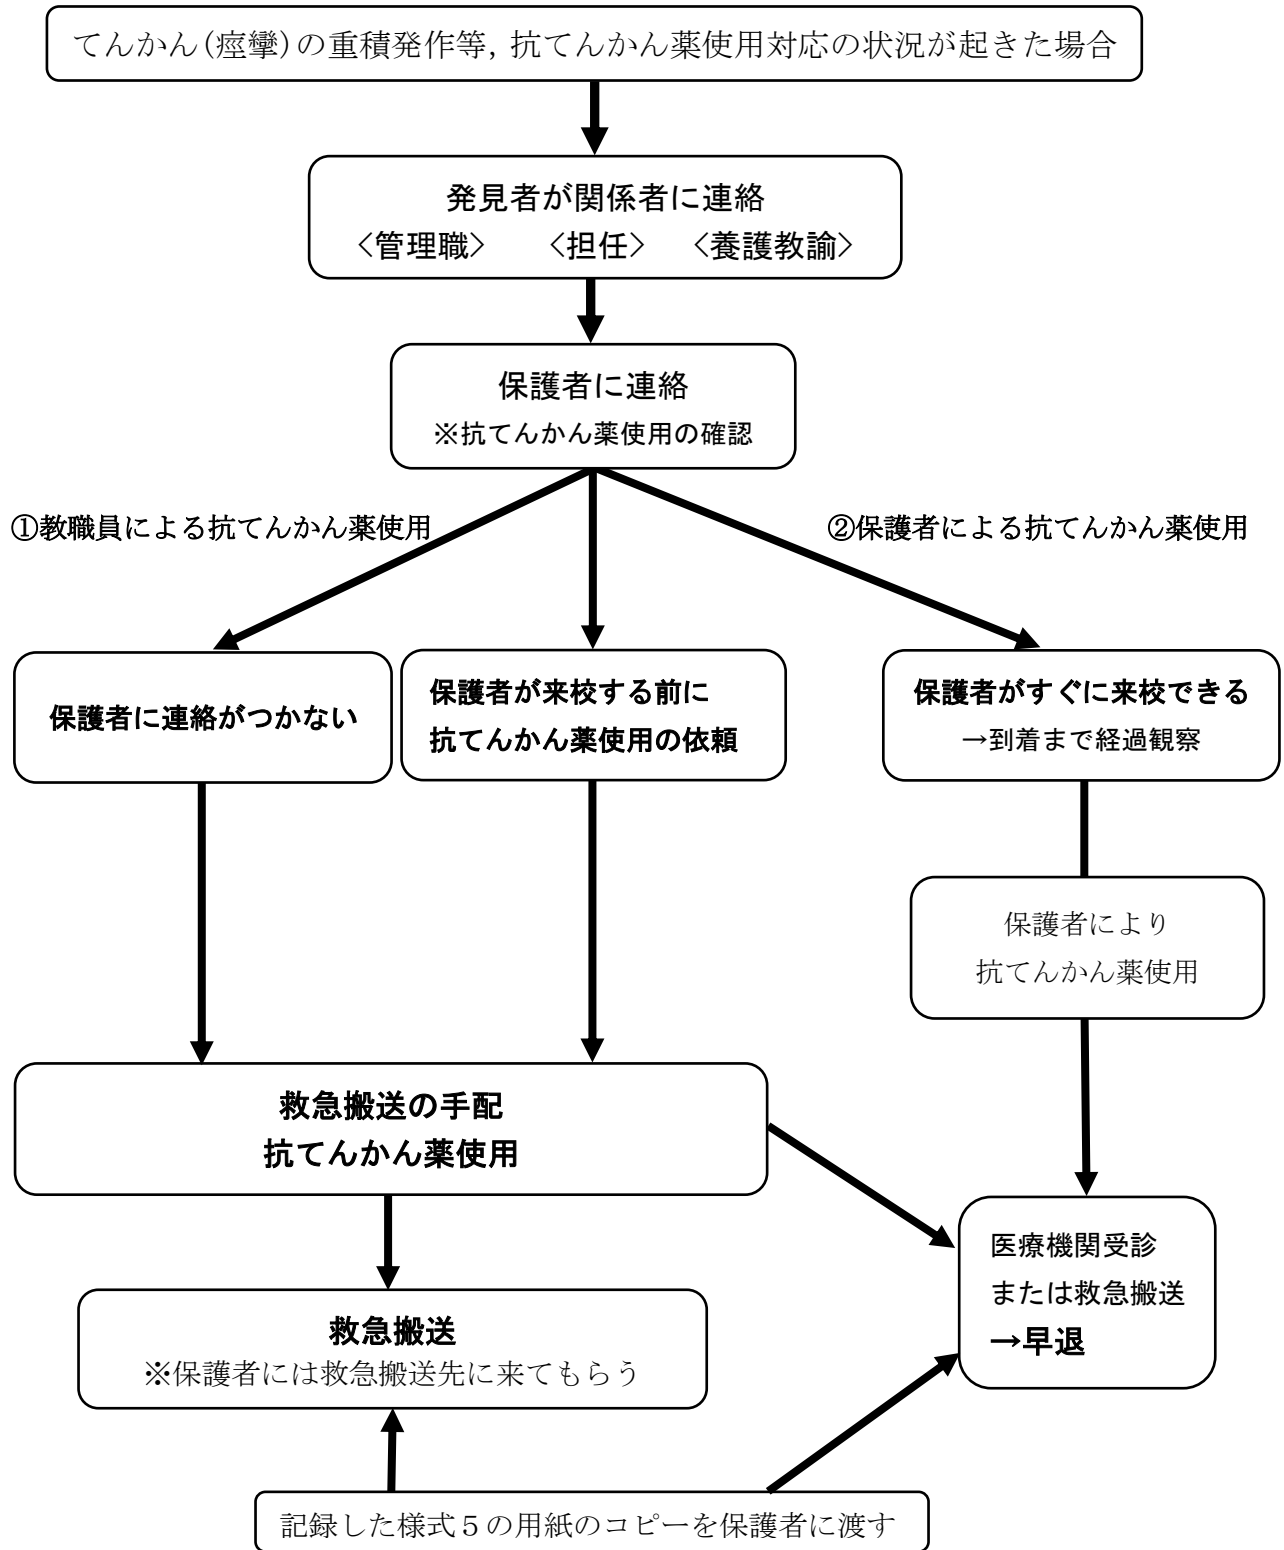 てんかん(痙攣)の重積発作等,抗てんかん薬使用対応の状況が起きた場合
発見者が関係者に連絡
<管理職> <担任> <養護教諭>
保護者に連絡
※抗てんかん薬使用の確認
①教職員による抗てんかん薬使用
②保護者による抗てんかん薬使用
保護者に連絡がつかない
保護者が来校する前に
抗てんかん薬使用の依頼
保護者がすぐに来校できる
→到着まで経過観察
保護者により
抗てんかん薬使用
救急搬送の手配
抗てんかん薬使用
医療機関受診
または救急搬送
→早退
救急搬送
※保護者には救急搬送先に来てもらう
記録した様式5の用紙のコピーを保護者に渡す